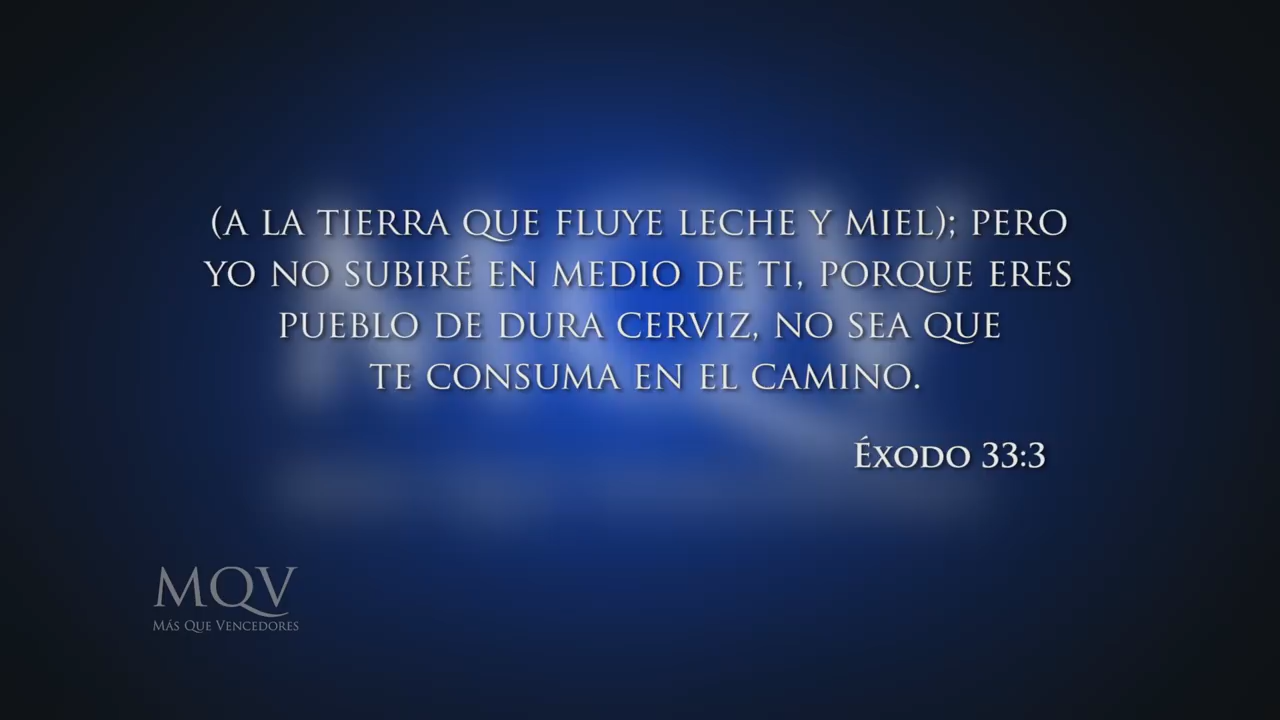 (A LA TIERRA QUE FLUYE LECHE Y MIEL); PERO
YO NO SUBIRÉ EN MEDIO DE TI, PORQUE ERES
PUEBLO DE DURA CERVIZ, NO SEA QUE
TE CONSUMA EN EL CAMINO.
ÉXODO 33:3
MQV
MÁS QUE VENCEDORES